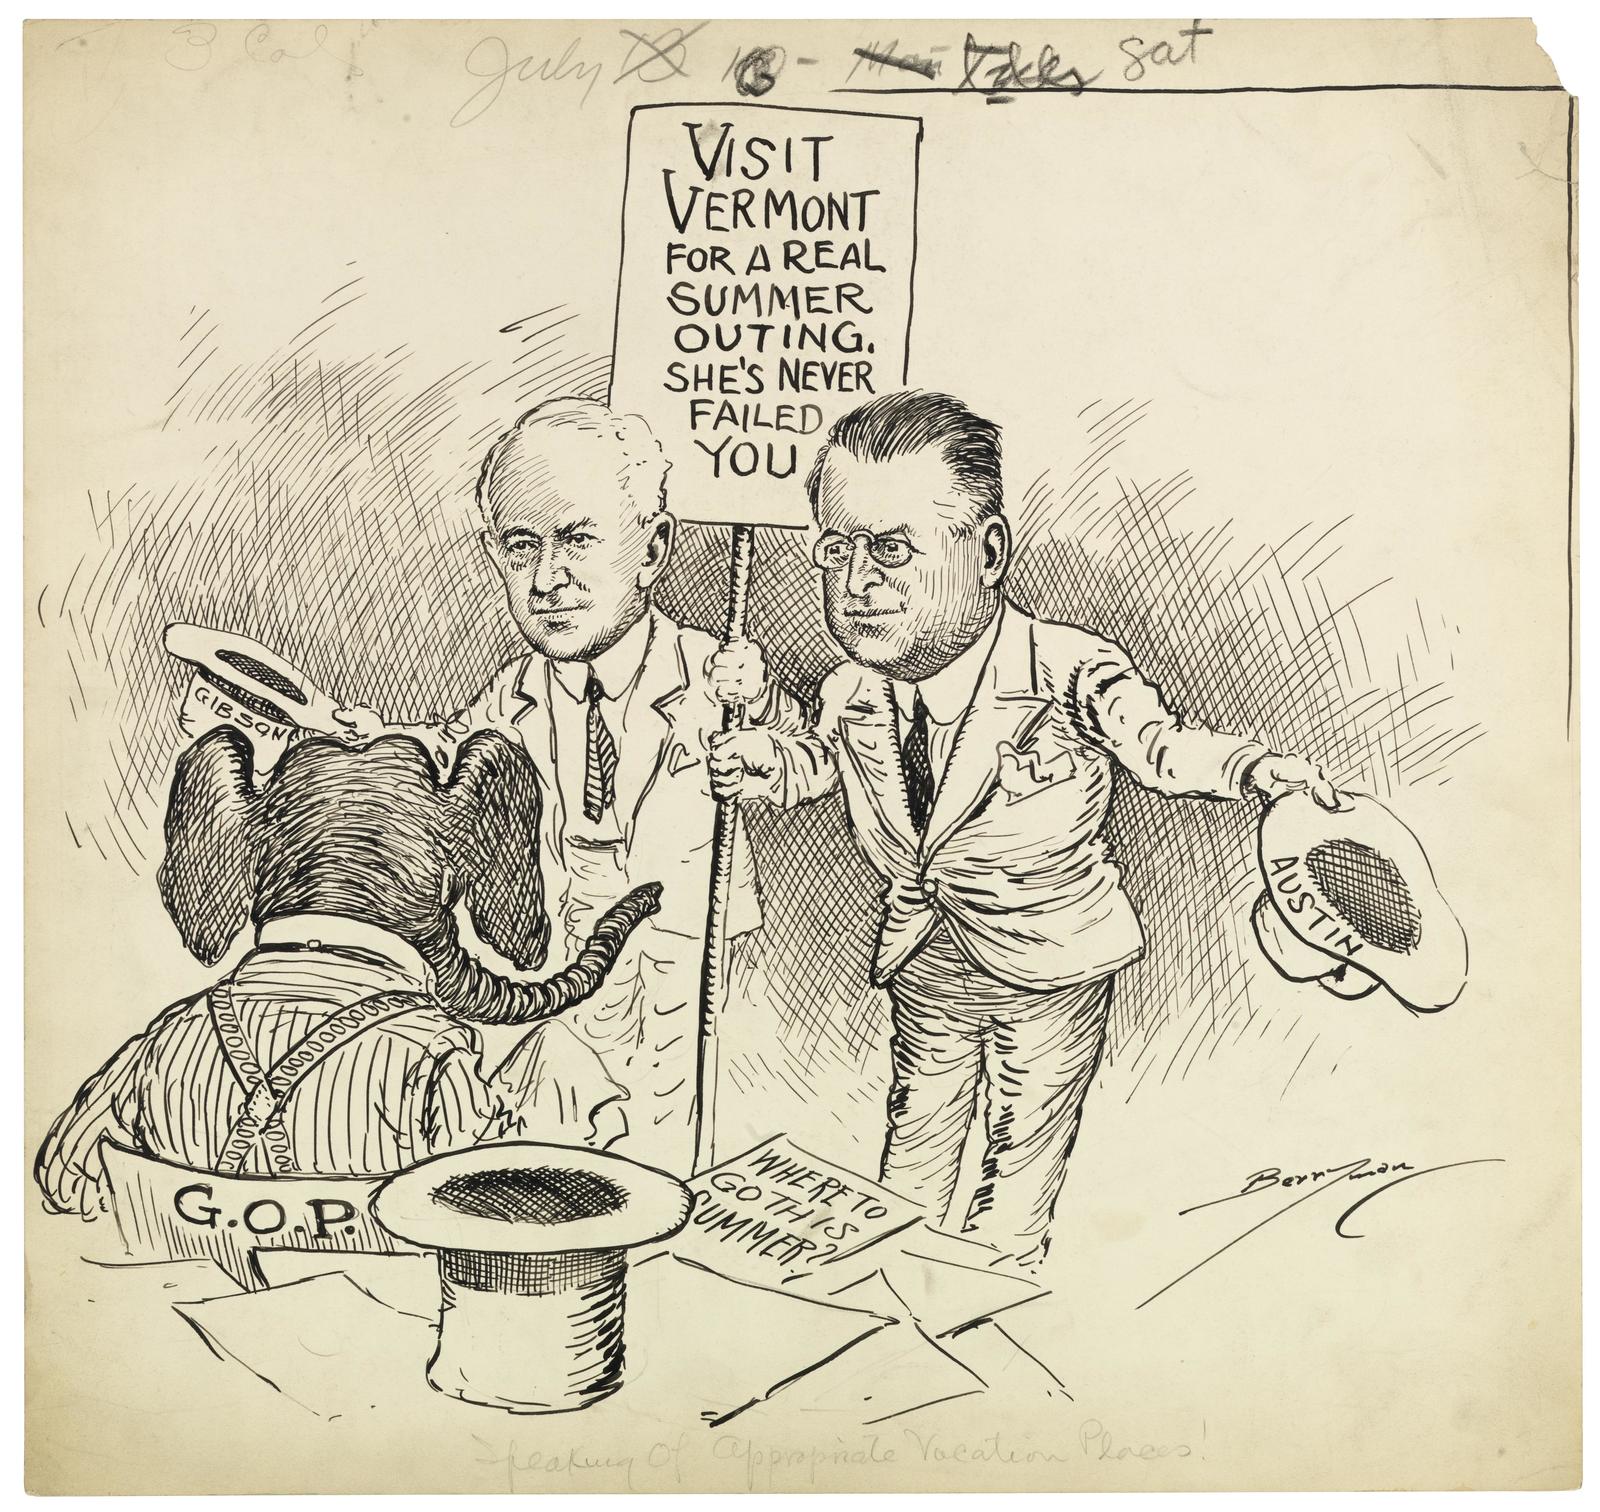 3 Col
July 13 - Sat
VISIT
VERMONT
FOR A REAL
SUMMER
OUTING.
SHE'S NEVER
FAILED
YOU
GIBSON
AUSTIN
G.O.P.
WHERE TO
GO THIS
SUMMER?
Berryman
Speaking Of Appropriate Vacation Places!